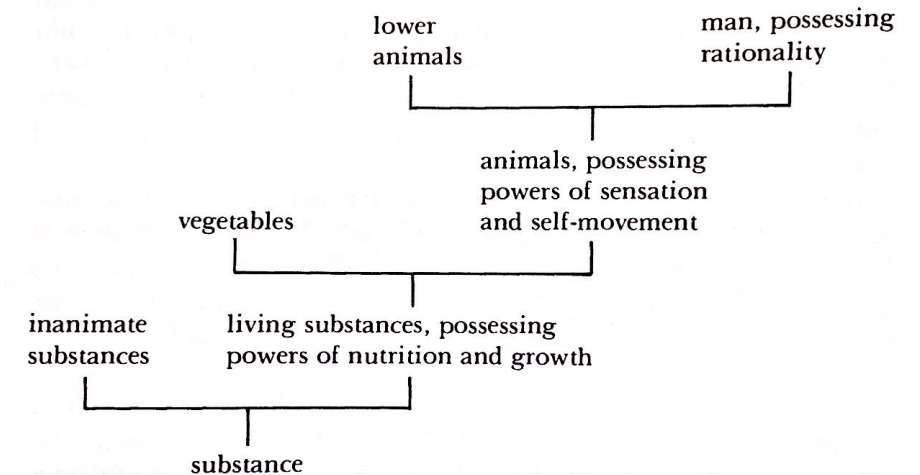 lower
animals
man, possessing
rationality
animals, possessing
powers of sensation
and self-movement
vegetables
inanimate
substances
living substances, possessing
powers of nutrition and growth
substance